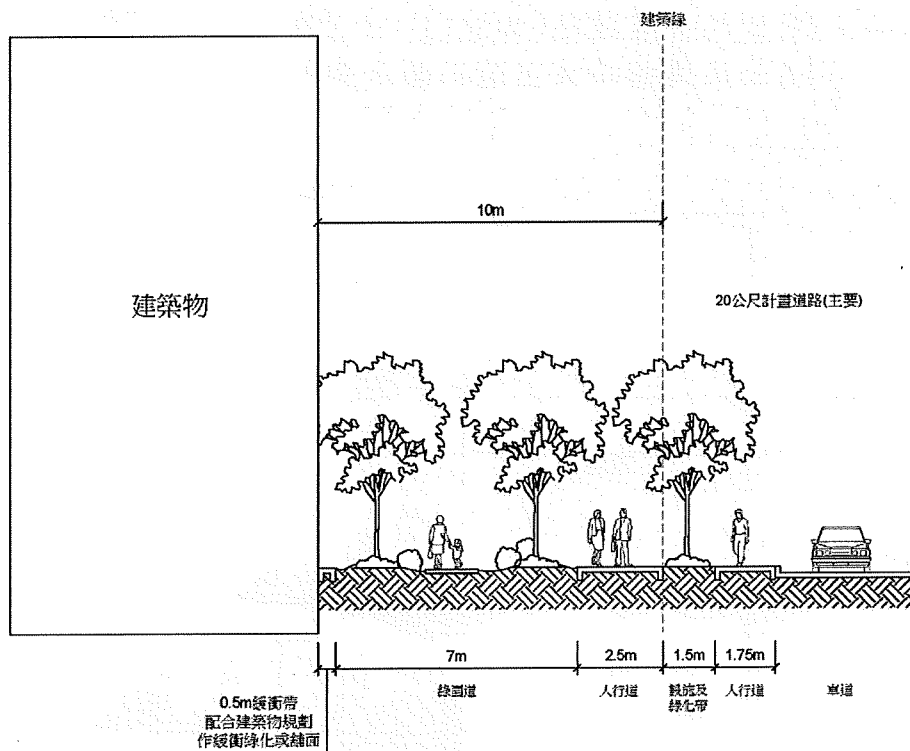 建築線
10m
建築物
20公尺計畫道路(主要)
7m
2.5m
1.5m
1.75m
綠園道
人行道
設施及
綠化帶
人行道
車道
0.5m緩衝帶
配合建築物規劃
作緩衝綠化或舖面